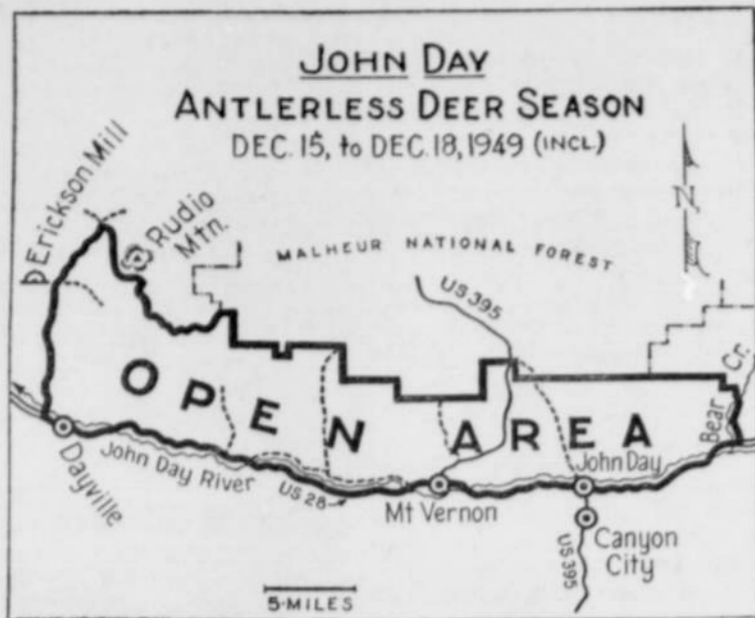 JOHN DAY
ANTLERLESS DEER SEASON
DEC. 15, to DEC. 18, 1949 (INCL.)
Erickson Mill
Rudio
Mtn.
N
MALHEUR NATIONAL FOREST
US 395
OPEN AREA
Bear Cr.
Dayville
John Day River
US 28
Mt Vernon
John Day
Canyon
City
US 395
5-MILES